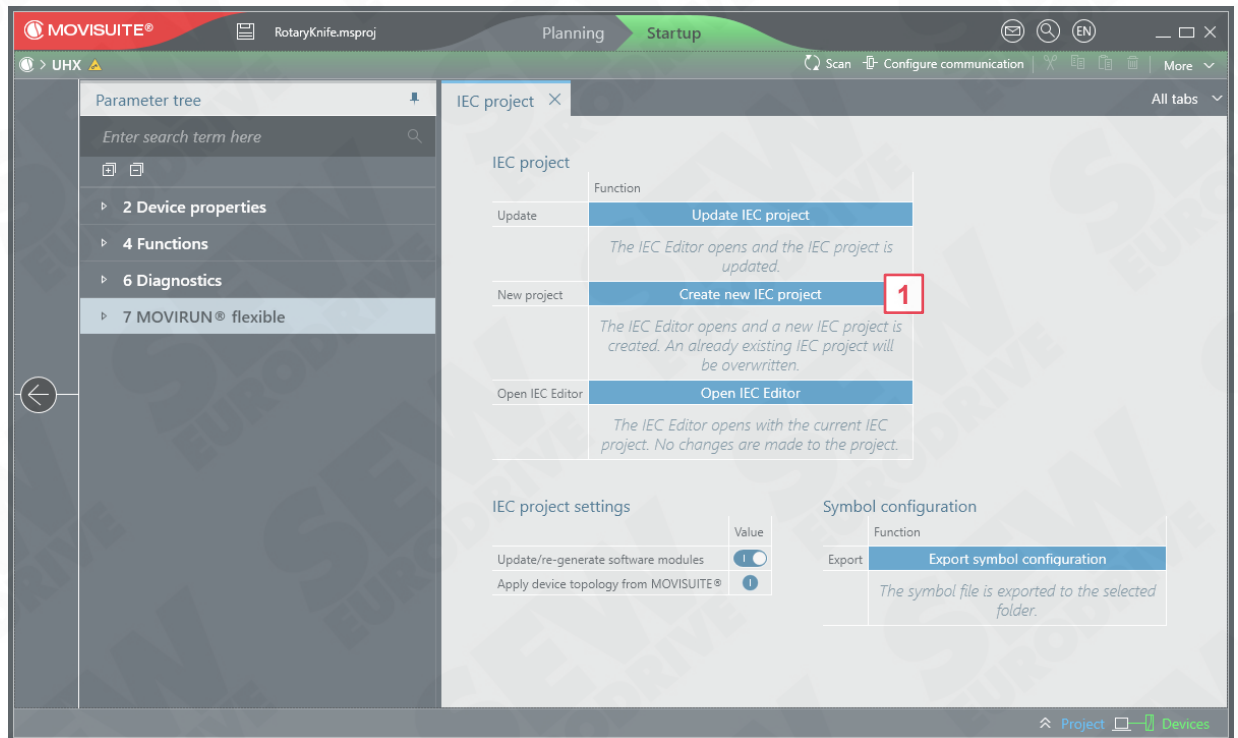 MOVISUITE®
RotaryKnife.msproj
Planning
Startup
EN
> UHX
Scan
Configure communication
More
Parameter tree
IEC project
All tabs
Enter search term here
2 Device properties
4 Functions
6 Diagnostics
7 MOVIRUN® flexible
IEC project
Function
Update
Update IEC project
The IEC Editor opens and the IEC project is
updated.
New project
Create new IEC project
1
The IEC Editor opens and a new IEC project is
created. An already existing IEC project will
be overwritten.
Open IEC Editor
Open IEC Editor
The IEC Editor opens with the current IEC
project. No changes are made to the project.
IEC project settings
Value
Update/re-generate software modules
Apply device topology from MOVISUITE®
Symbol configuration
Function
Export
Export symbol configuration
The symbol file is exported to the selected
folder.
Project
Devices
SEW
EURODRIVE